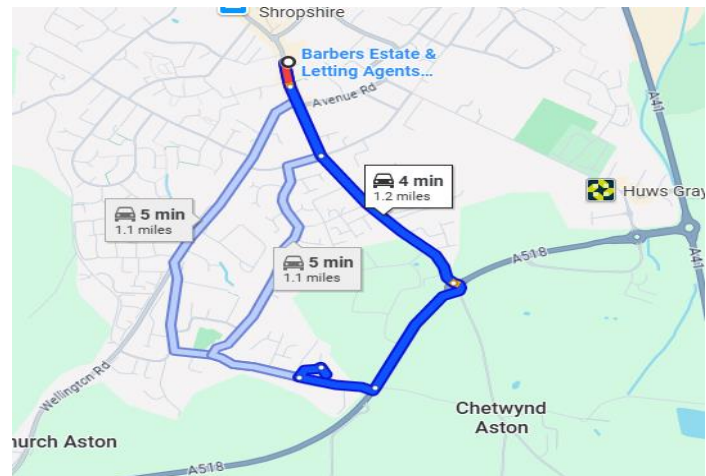 Shropshire
Barbers Estate &
Letting Agents...
Avenue Rd
A41
4 min
1.2 miles
Huws Gray
5 min
1.1 miles
A518
A41
5 min
1.1 miles
Wellington Rd
Chetwynd
Aston
hurch Aston
A518